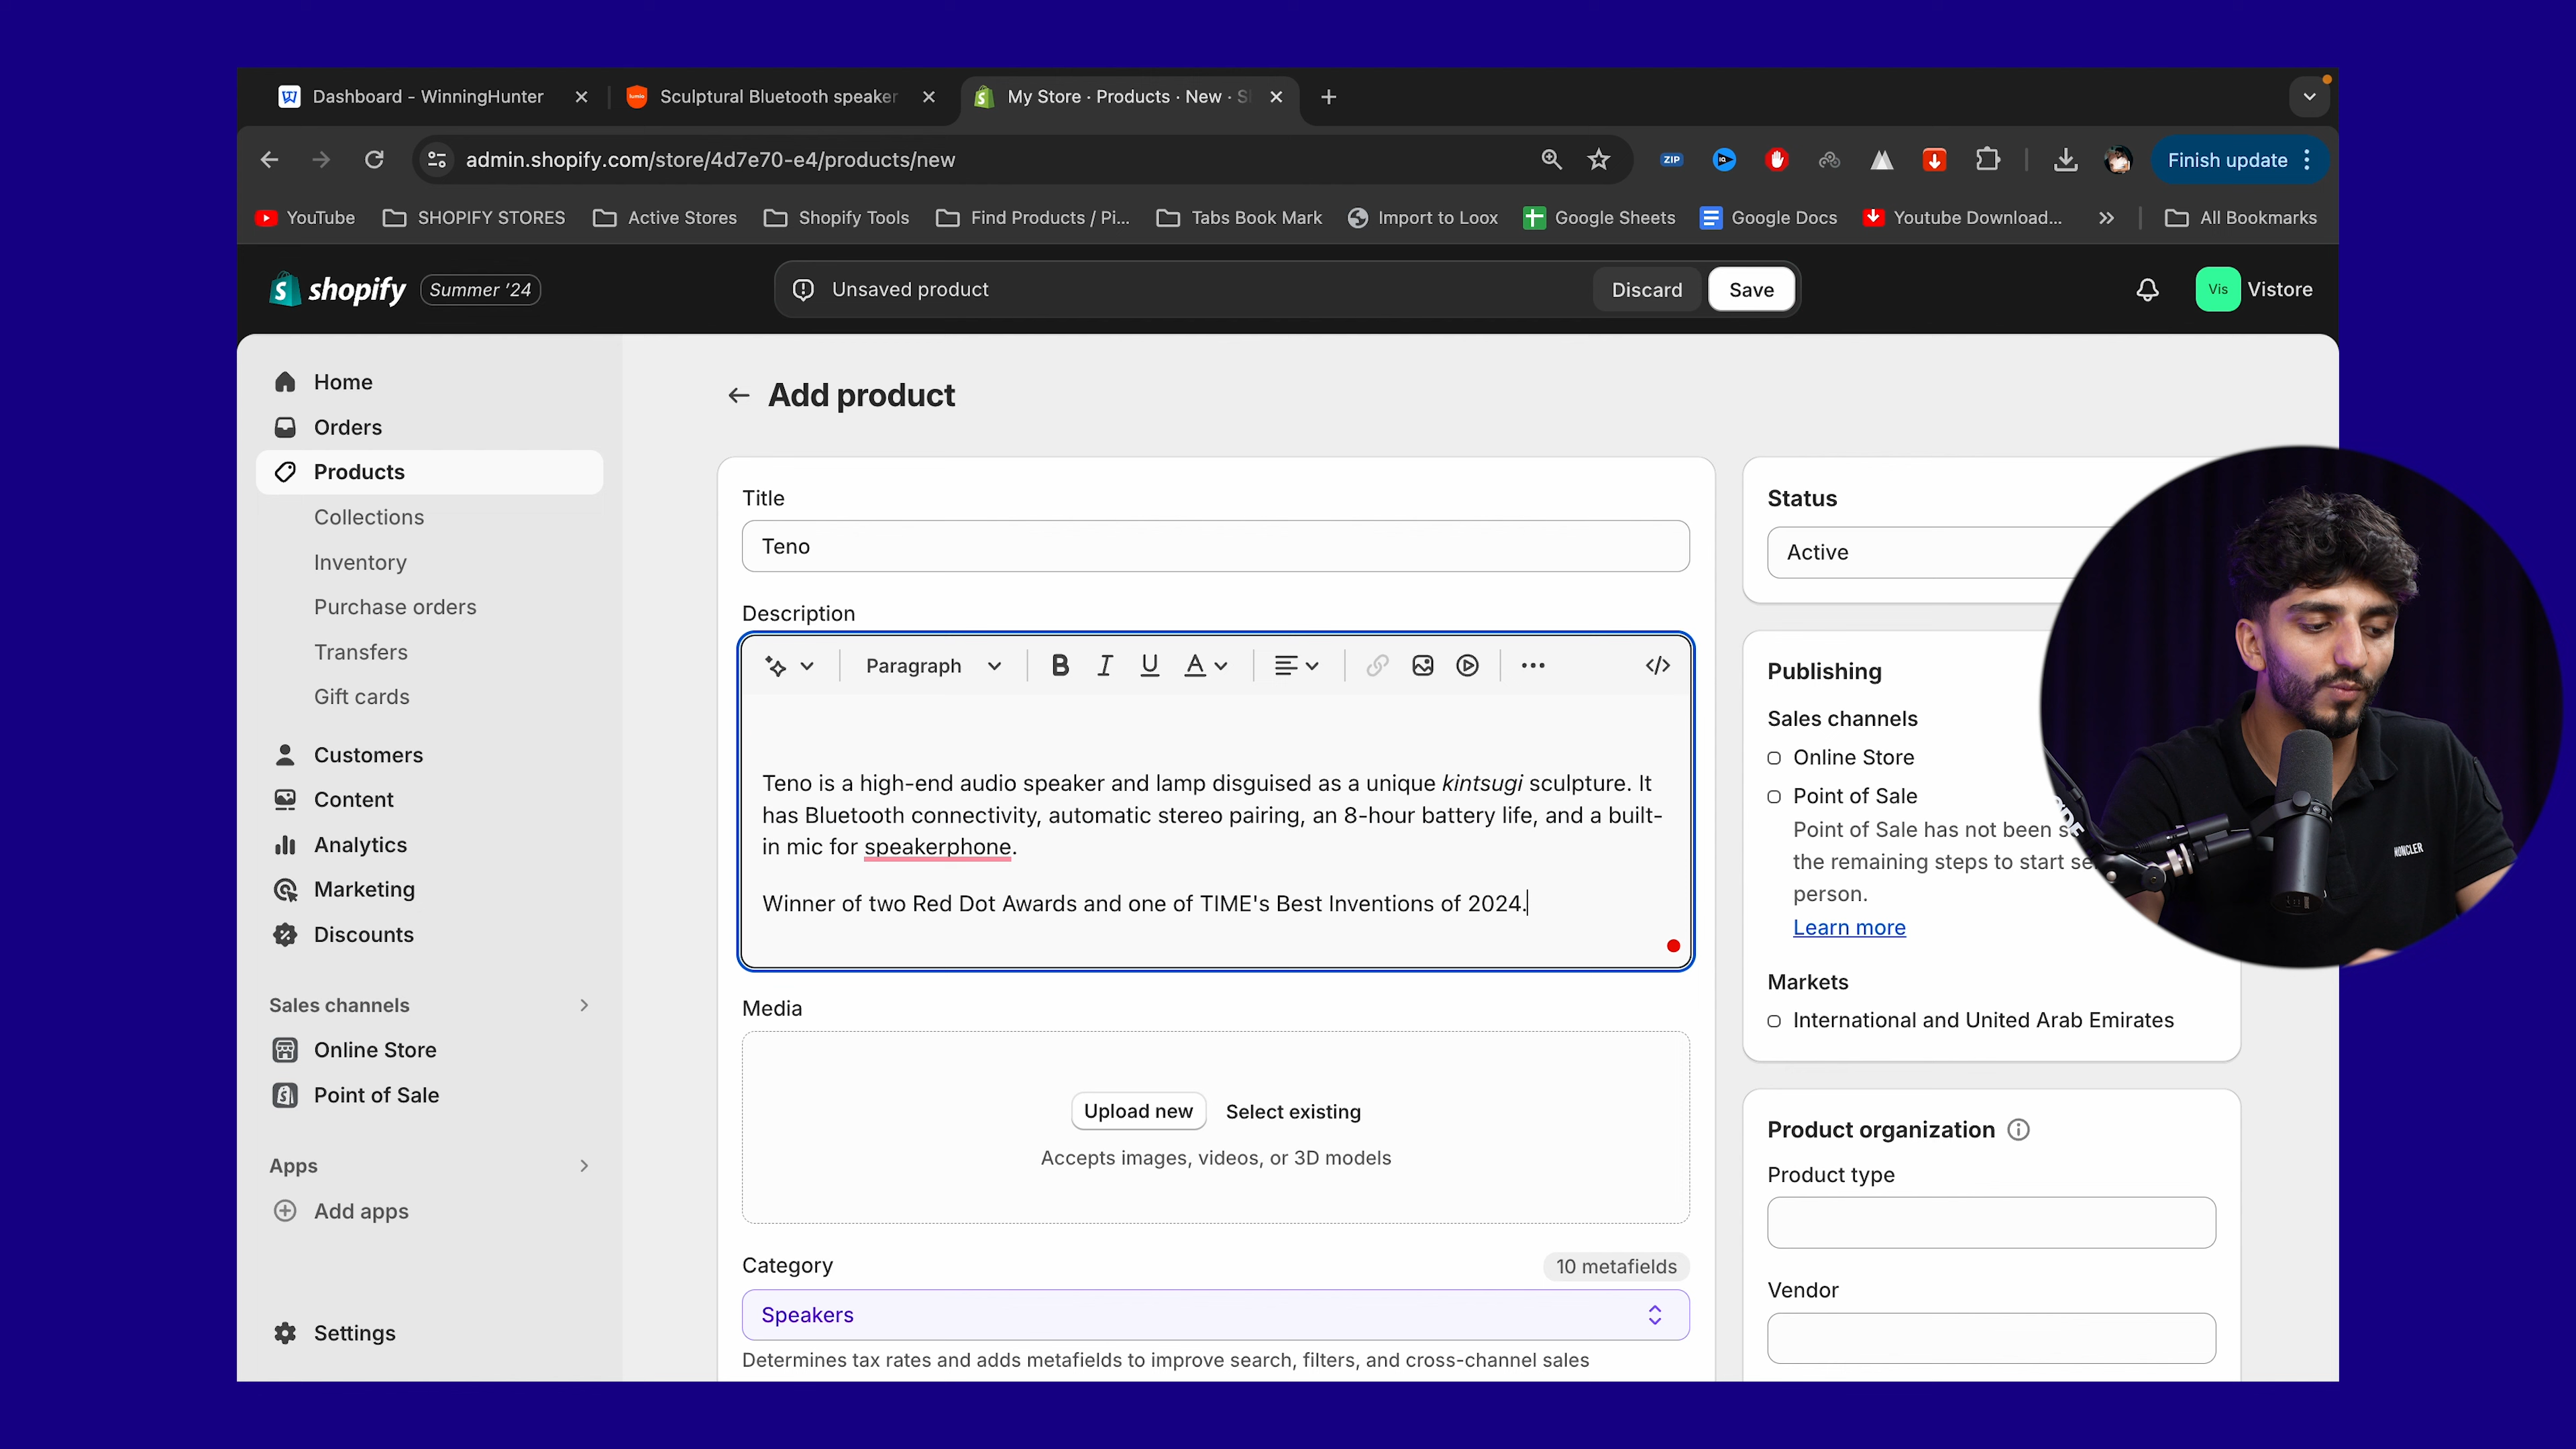 Dashboard - WinningHunter
Sculptural Bluetooth speaker
My Store · Products · New ·
admin.shopify.com/store/4d7e70-e4/products/new
ZIP
Finish update
YouTube
SHOPIFY STORES
Active Stores
Shopify Tools
Find Products / Pi...
Tabs Book Mark
Import to Loox
Google Sheets
Google Docs
Youtube Download...
All Bookmarks
shopify
Summer '24
Unsaved product
Discard
Save
Vis
Vistore
Home
Orders
Products
Collections
Inventory
Purchase orders
Transfers
Gift cards
Customers
Content
Analytics
Marketing
Discounts
Sales channels
Online Store
Point of Sale
Apps
Add apps
Settings
Add product
Title
Teno
Description
Paragraph
Teno is a high-end audio speaker and lamp disguised as a unique kintsugi sculpture. It
has Bluetooth connectivity, automatic stereo pairing, an 8-hour battery life, and a built-
in mic for speakerphone.
Winner of two Red Dot Awards and one of TIME's Best Inventions of 2024.
Media
Upload new
Select existing
Accepts images, videos, or 3D models
Category
10 metafields
Speakers
Determines tax rates and adds metafields to improve search, filters, and cross-channel sales
Status
Active
Publishing
Sales channels
Online Store
Point of Sale
Point of Sale has not been
the remaining steps to start
person.
Learn more
Markets
International and United Arab Emirates
Product organization
Product type
Vendor
MONCLER